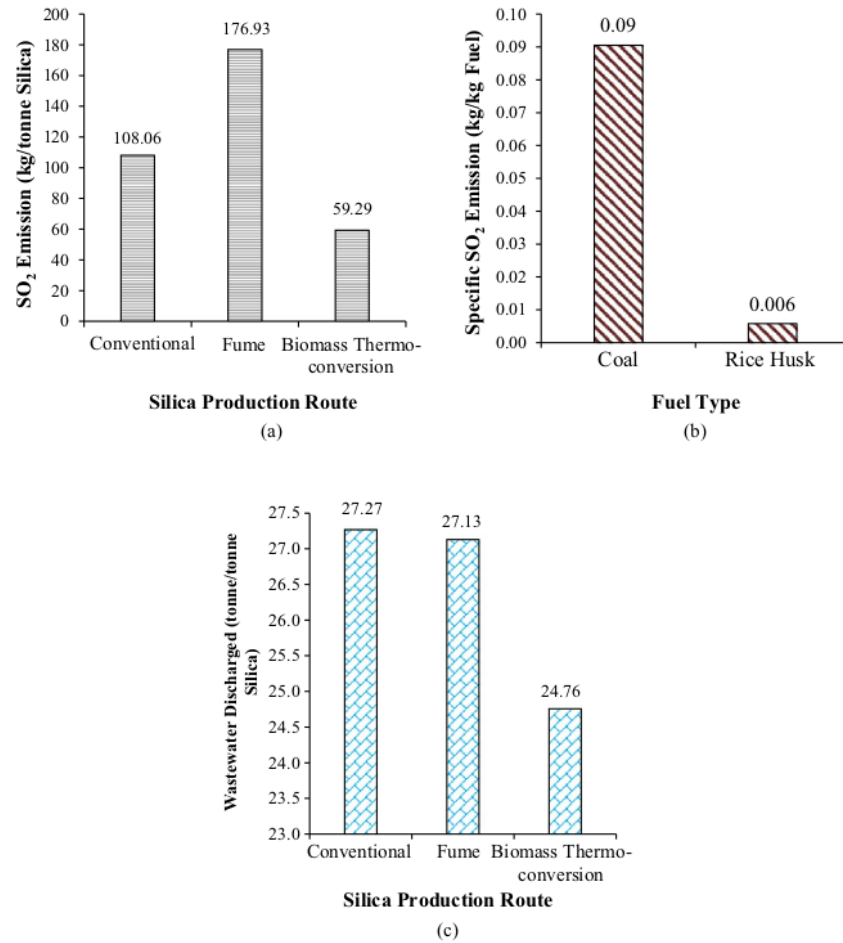 SO₂ Emission (kg/tonne Silica)
200
180
160
140
120
100
80
60
40
20
0
108.06
176.93
59.29
Conventional
Fume
Biomass Thermo-
conversion
Silica Production Route
(a)
Specific SO₂ Emission (kg/kg Fuel)
0.10
0.09
0.08
0.07
0.06
0.05
0.04
0.03
0.02
0.01
0.00
0.09
0.006
Coal
Rice Husk
Fuel Type
(b)
Wastewater Discharged (tonne/tonne
Silica)
27.5
27.0
26.5
26.0
25.5
25.0
24.5
24.0
23.5
23.0
27.27
27.13
24.76
Conventional
Fume
Biomass Thermo-
conversion
Silica Production Route
(c)